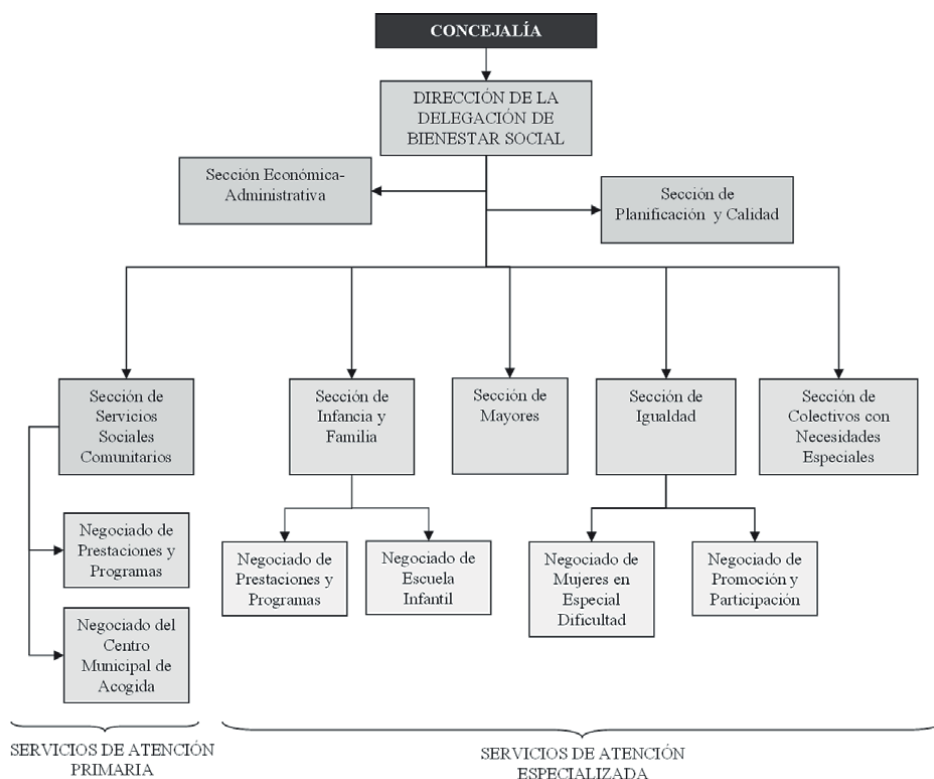 CONCEJALÍA
DIRECCIÓN DE LA
DELEGACIÓN DE
BIENESTAR SOCIAL
Sección Económica-
Administrativa
Sección de
Planificación y Calidad
Sección de
Servicios
Sociales
Comunitarios
Sección de
Infancia y
Familia
Sección de
Mayores
Sección de
Igualdad
Sección de
Colectivos con
Necesidades
Especiales
Negociado de
Prestaciones y
Programas
Negociado del
Centro
Municipal de
Acogida
Negociado de
Prestaciones y
Programas
Negociado de
Escuela
Infantil
Negociado de
Mujeres en
Especial
Dificultad
Negociado de
Promoción y
Participación
SERVICIOS DE ATENCIÓN
PRIMARIA
SERVICIOS DE ATENCIÓN
ESPECIALIZADA